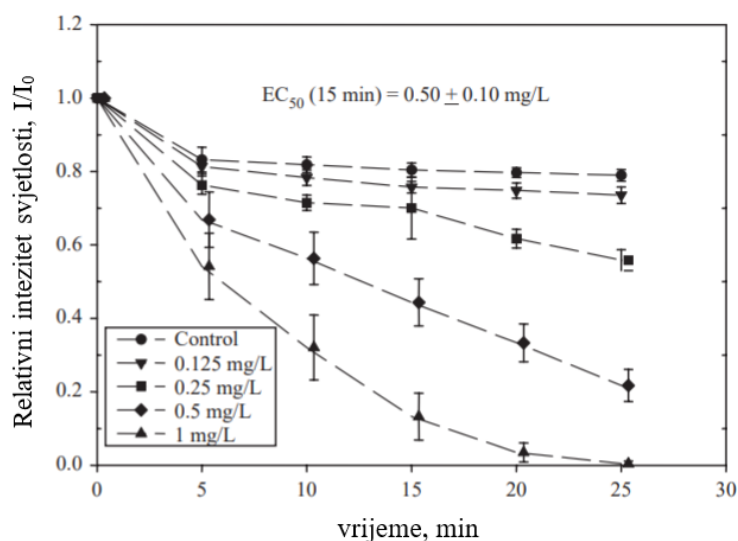 1.2
1.0
0.8
0.6
0.4
0.2
0.0
Relativni intezitet svjetlosti, I/I₀
EC₅₀ (15 min) = 0.50 ± 0.10 mg/L
Control
0.125 mg/L
0.25 mg/L
0.5 mg/L
1 mg/L
0 5 10 15 20 25 30
vrijeme, min